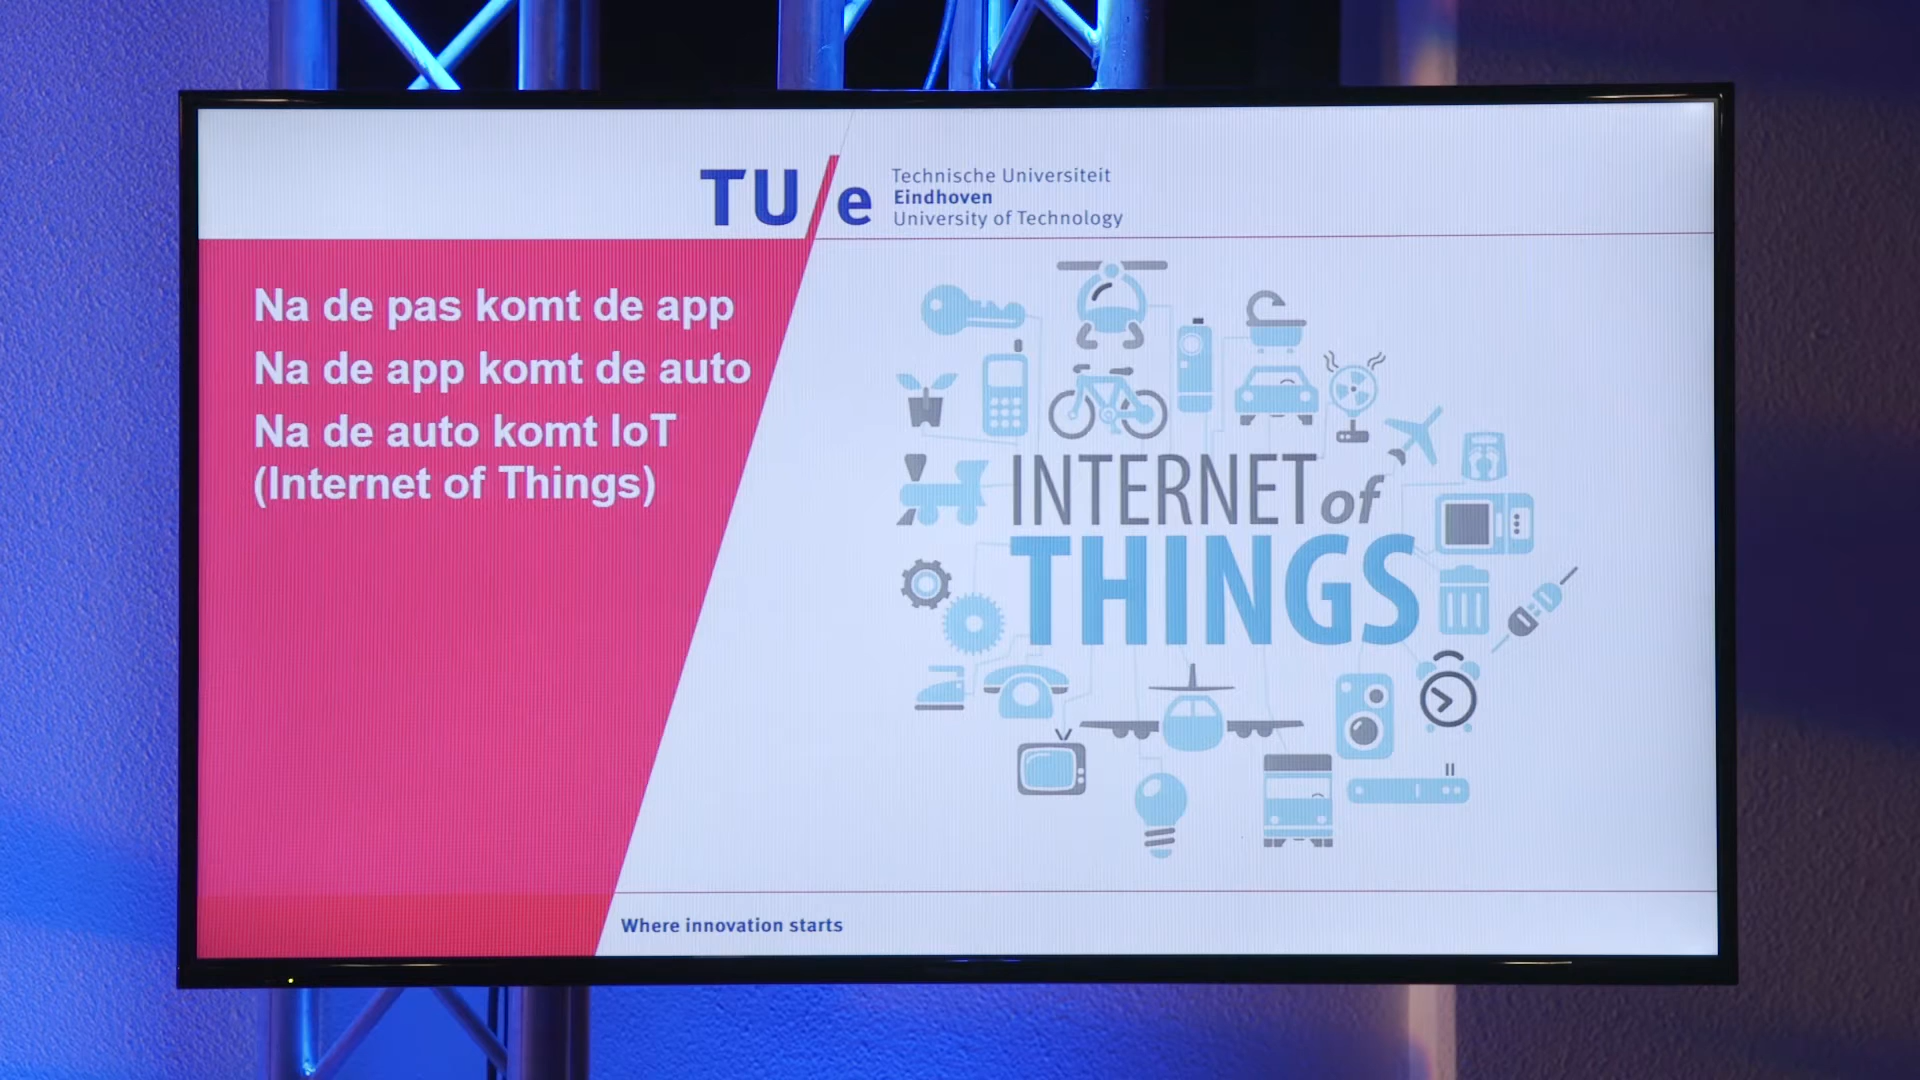 TU/e
Technische Universiteit
Eindhoven
University of Technology
Na de pas komt de app
Na de app komt de auto
Na de auto komt IoT
(Internet of Things)
INTERNET of
THINGS
Where innovation starts